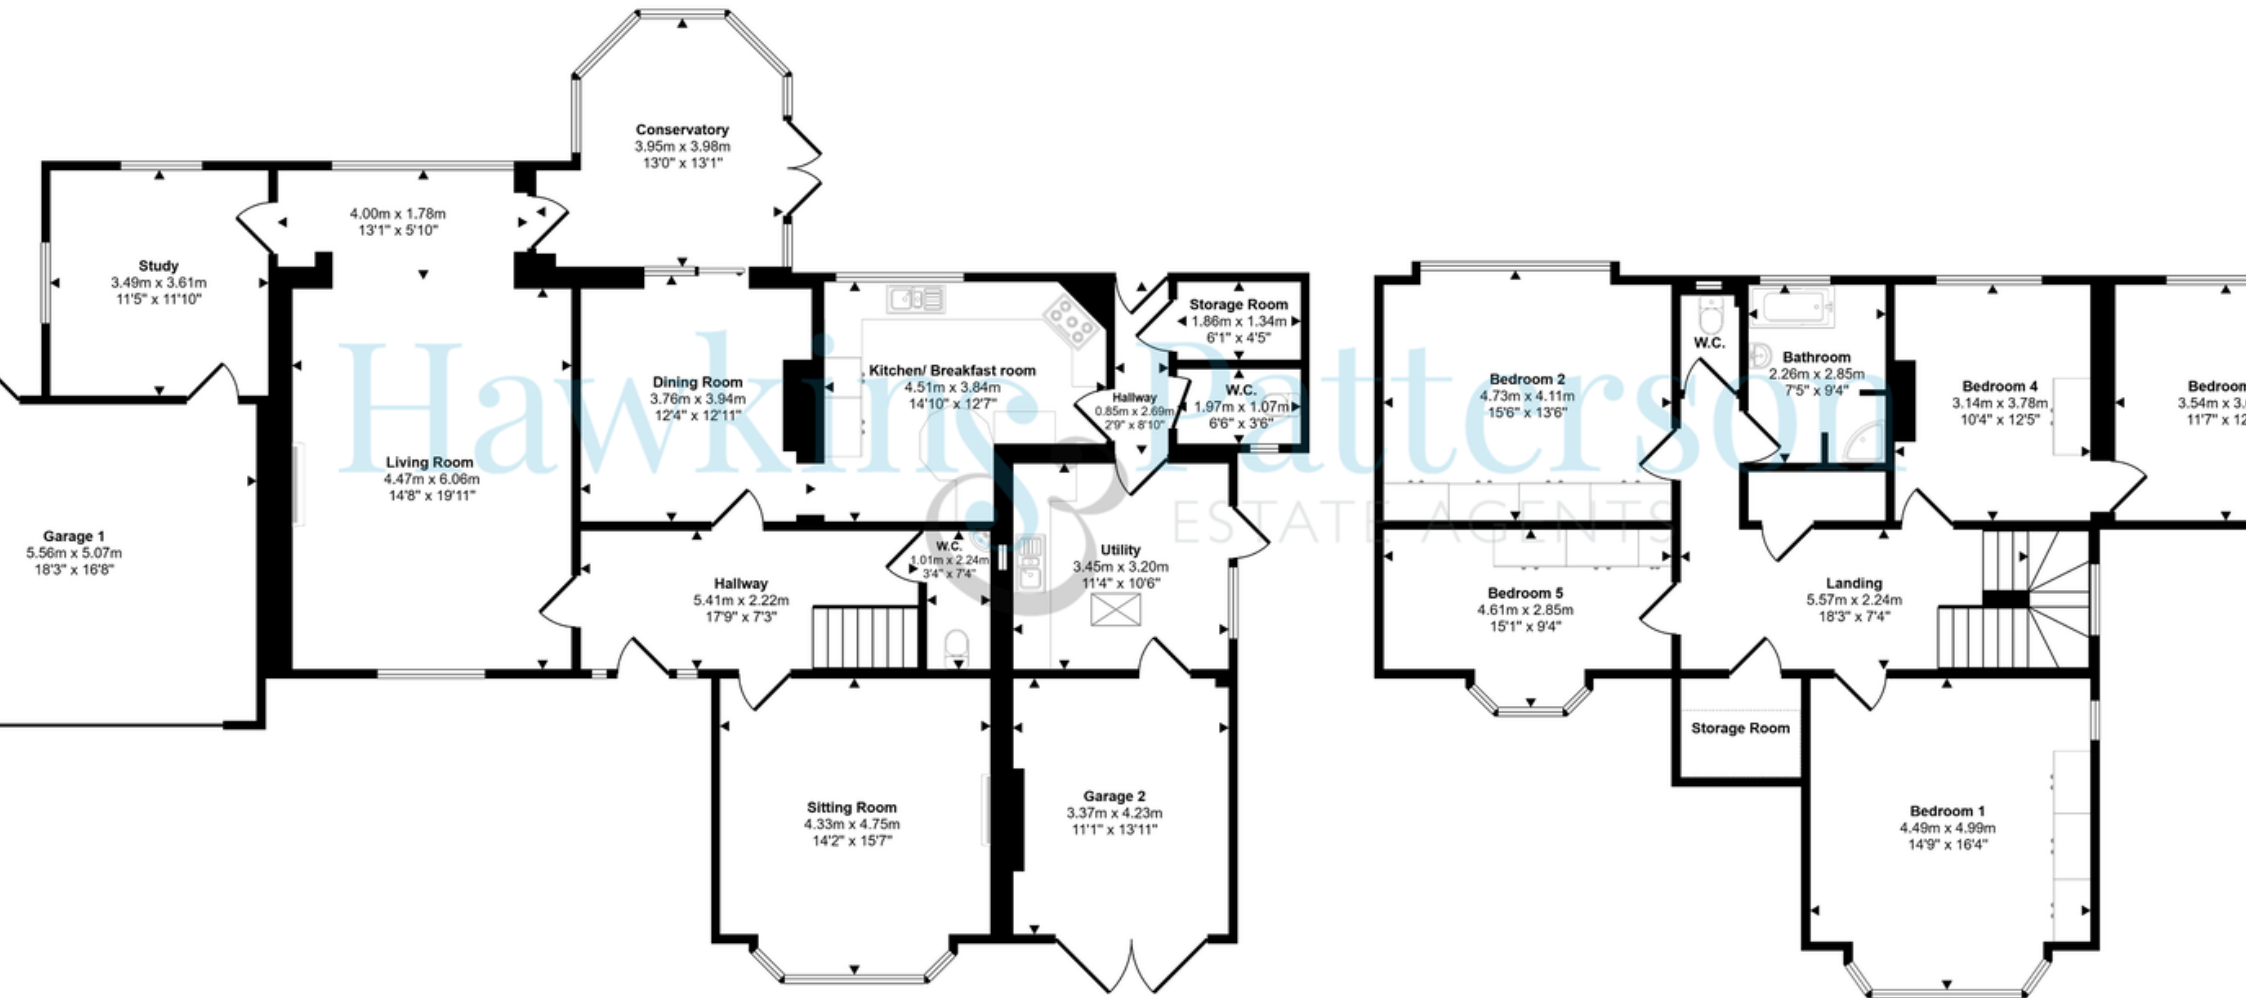 Conservatory
3.95m x 3.98m
13'0" x 13'1"
4.00m x 1.78m
13'1" x 5'10"
Study
3.49m x 3.61m
11'5" x 11'10"
Storage Room
1.86m x 1.34m
6'1" x 4'5"
Kitchen/ Breakfast room
4.51m x 3.84m
14'10" x 12'7"
Dining Room
3.76m x 3.94m
12'4" x 12'11"
Hallway
0.85m x 2.69m
2'9" x 8'10"
W.C.
1.97m x 1.07m
6'6" x 3'6"
Living Room
4.47m x 6.06m
14'8" x 19'11"
Garage 1
5.56m x 5.07m
18'3" x 16'8"
Hallway
5.41m x 2.22m
17'9" x 7'3"
W.C.
1.01m x 2.24m
3'4" x 7'4"
Utility
3.45m x 3.20m
11'4" x 10'6"
Sitting Room
4.33m x 4.75m
14'2" x 15'7"
Garage 2
3.37m x 4.23m
11'1" x 13'11"
Bedroom 2
4.73m x 4.11m
15'6" x 13'6"
W.C.
Bathroom
2.26m x 2.85m
7'5" x 9'4"
Bedroom 4
3.14m x 3.78m
10'4" x 12'5"
Bedroom
3.54m x 3.
11'7" x 12
Bedroom 5
4.61m x 2.85m
15'1" x 9'4"
Landing
5.57m x 2.24m
18'3" x 7'4"
Storage Room
Bedroom 1
4.49m x 4.99m
14'9" x 16'4"
Hawkins Patterson
ESTATE AGENTS